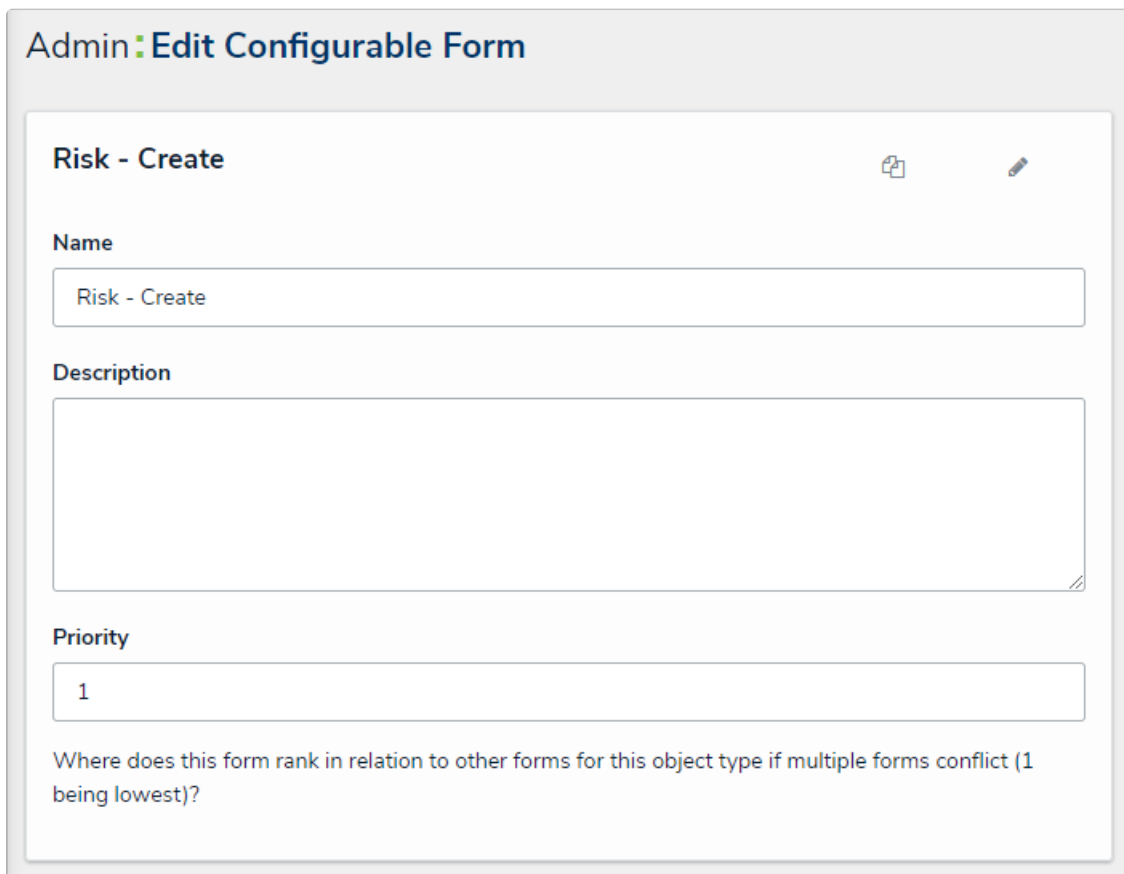 Admin:Edit Configurable Form
Risk - Create
Name
Risk - Create
Description
Priority
1
Where does this form rank in relation to other forms for this object type if multiple forms conflict (1
being lowest)?